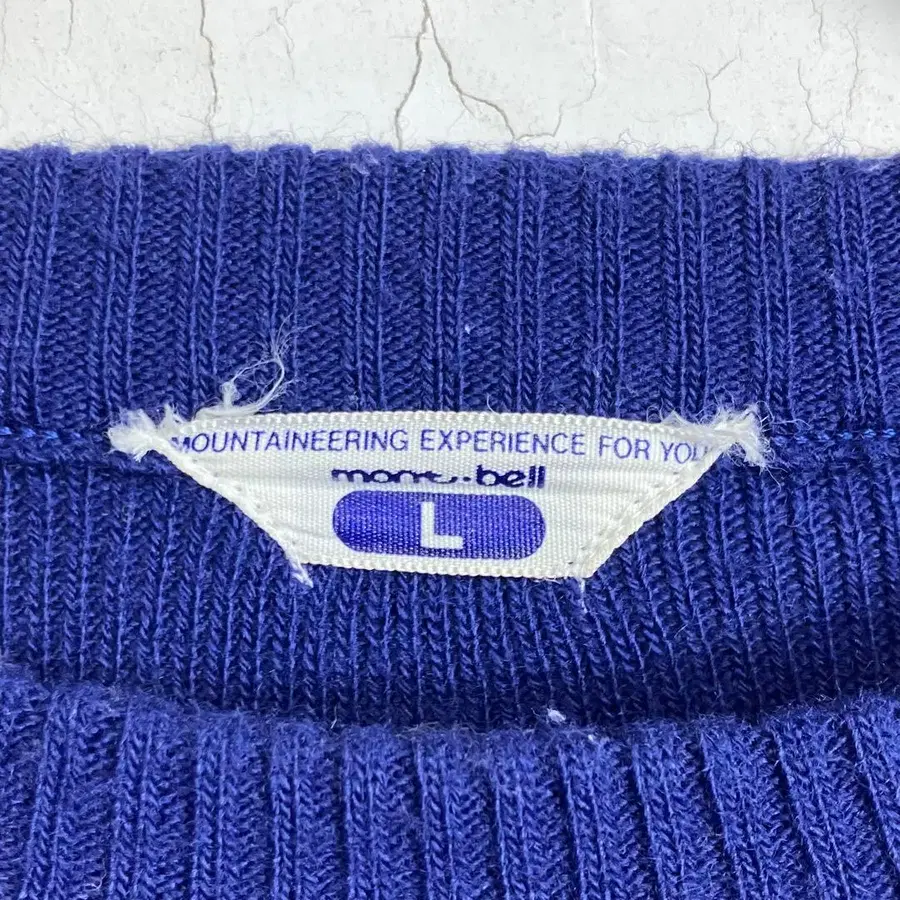 MOUNTAINEERING EXPERIENCE FOR YOU
mont-bell
L